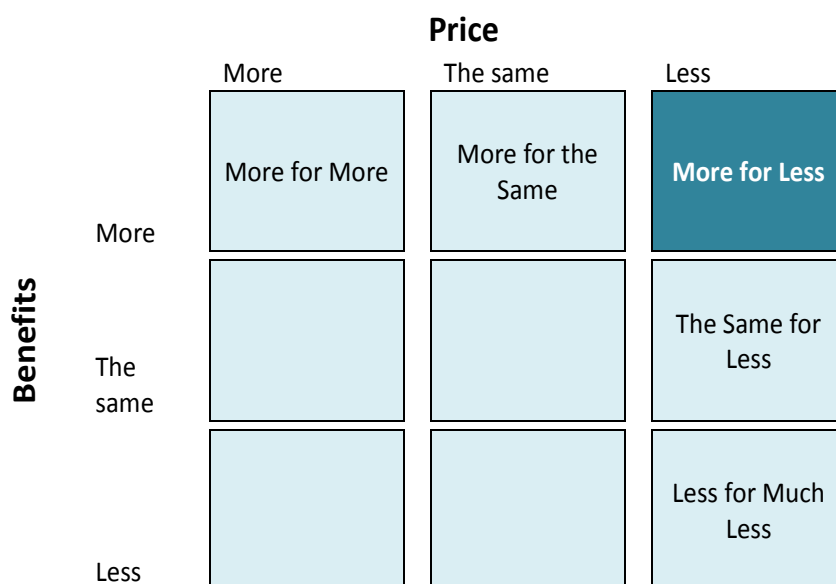 Price
More The same Less
More for More
More for the
Same
More for Less
More
Benefits
The
same
The Same for
Less
Less for Much
Less
Less